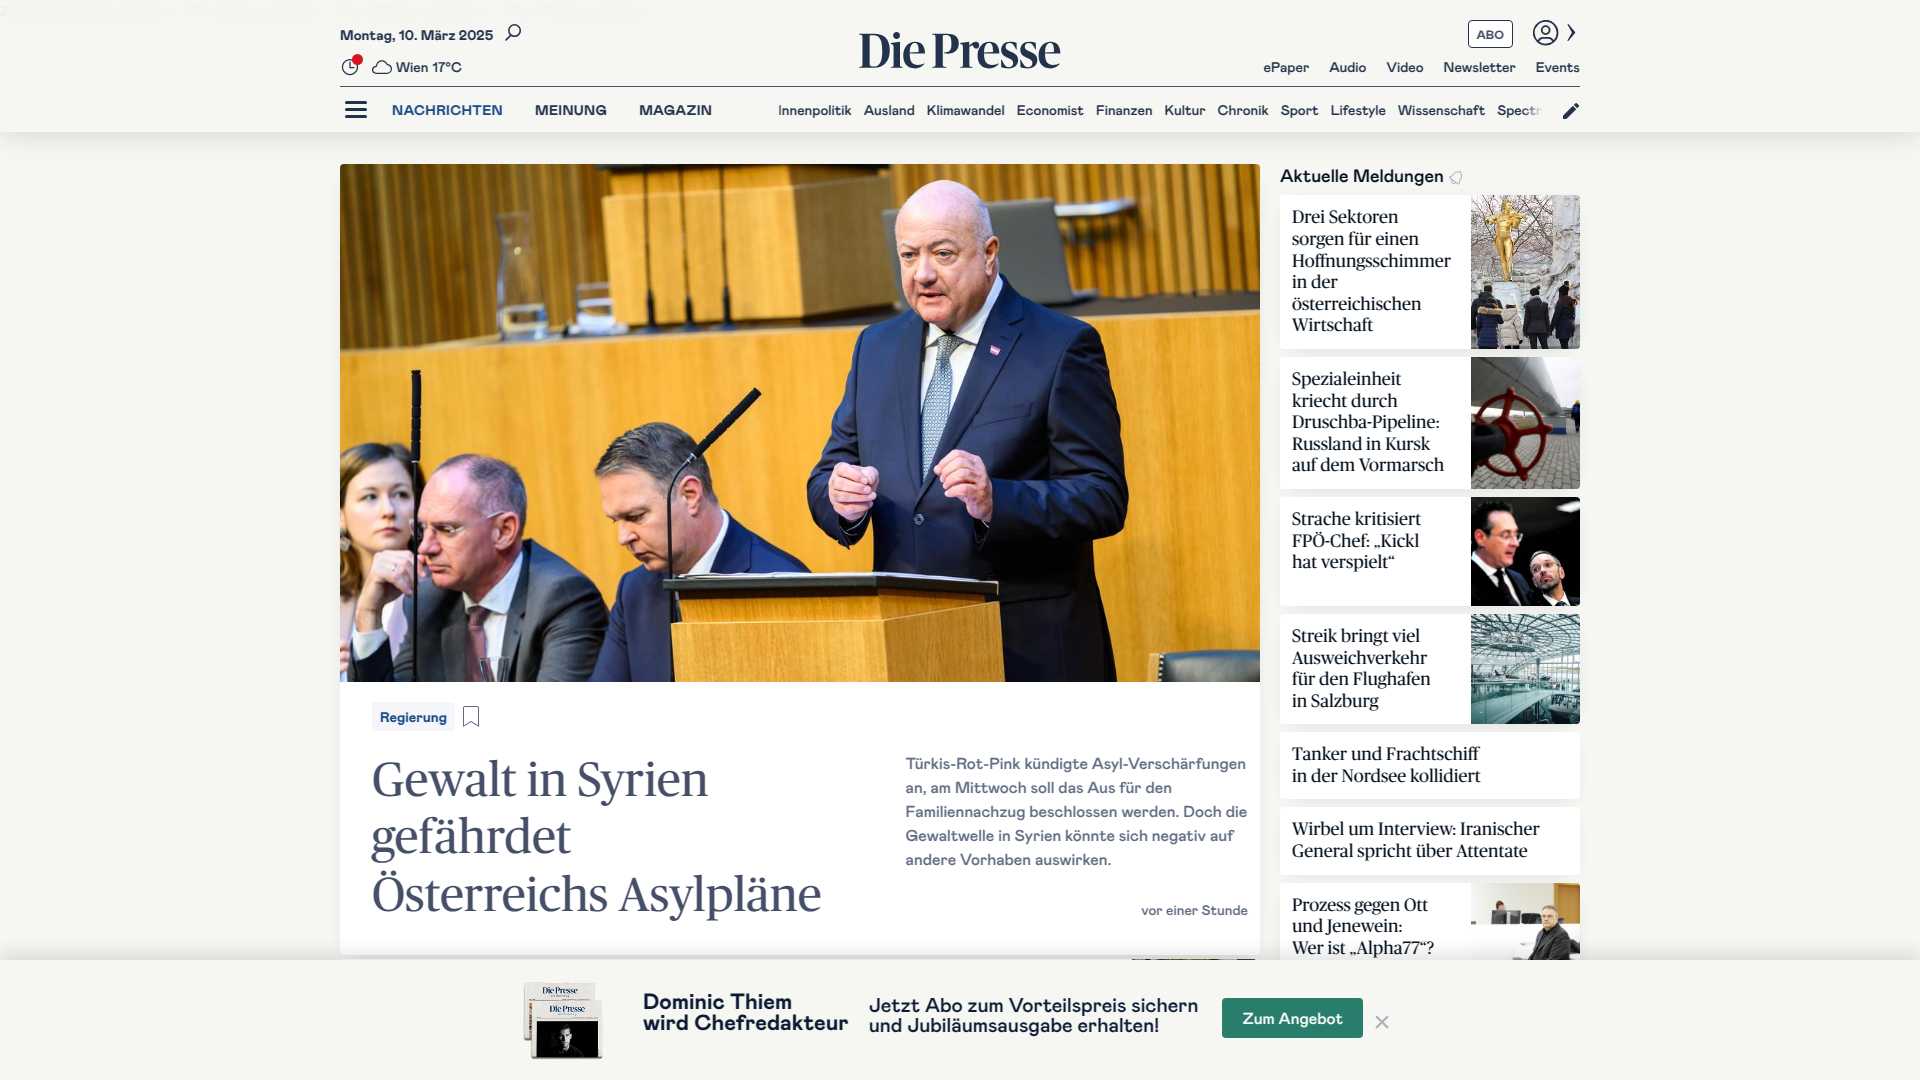 Montag, 10. März 2025
Die Presse
ABO
Wien 17°C
ePaper Audio Video Newsletter Events
NACHRICHTEN MEINUNG MAGAZIN
Innenpolitik Ausland Klimawandel Economist Finanzen Kultur Chronik Sport Lifestyle Wissenschaft Spectr
Regierung
Gewalt in Syrien
gefährdet
Österreichs Asylpläne
Türkis-Rot-Pink kündigte Asyl-Verschärfungen
an, am Mittwoch soll das Aus für den
Familiennachzug beschlossen werden. Doch die
Gewaltwelle in Syrien könnte sich negativ auf
andere Vorhaben auswirken.
vor einer Stunde
Aktuelle Meldungen
Drei Sektoren
sorgen für einen
Hoffnungsschimmer
in der
österreichischen
Wirtschaft
Spezialeinheit
kriecht durch
Druschba-Pipeline:
Russland in Kursk
auf dem Vormarsch
Strache kritisiert
FPÖ-Chef: „Kickl
hat verspielt“
Streik bringt viel
Ausweichverkehr
für den Flughafen
in Salzburg
Tanker und Frachtschiff
in der Nordsee kollidiert
Wirbel um Interview: Iranischer
General spricht über Attentate
Prozess gegen Ott
und Jenewein:
Wer ist „Alpha77“?
Die Presse
Die Presse
Dominic Thiem
wird Chefredakteur
Jetzt Abo zum Vorteilspreis sichern
und Jubiläumsausgabe erhalten!
Zum Angebot